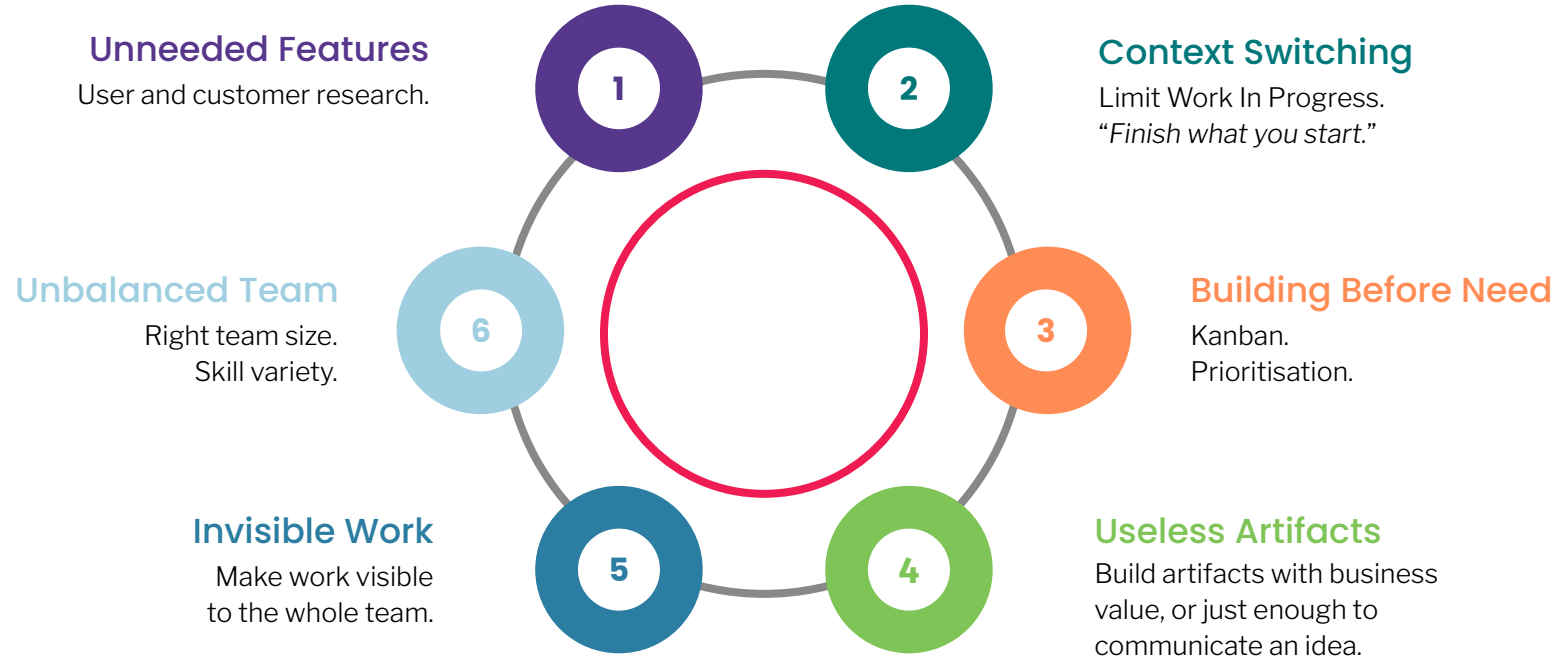 1
Unneeded Features
User and customer research.
2
Context Switching
Limit Work In Progress.
“Finish what you start.”
3
Building Before Need
Kanban.
Prioritisation.
4
Useless Artifacts
Build artifacts with business
value, or just enough to
communicate an idea.
5
Invisible Work
Make work visible
to the whole team.
6
Unbalanced Team
Right team size.
Skill variety.